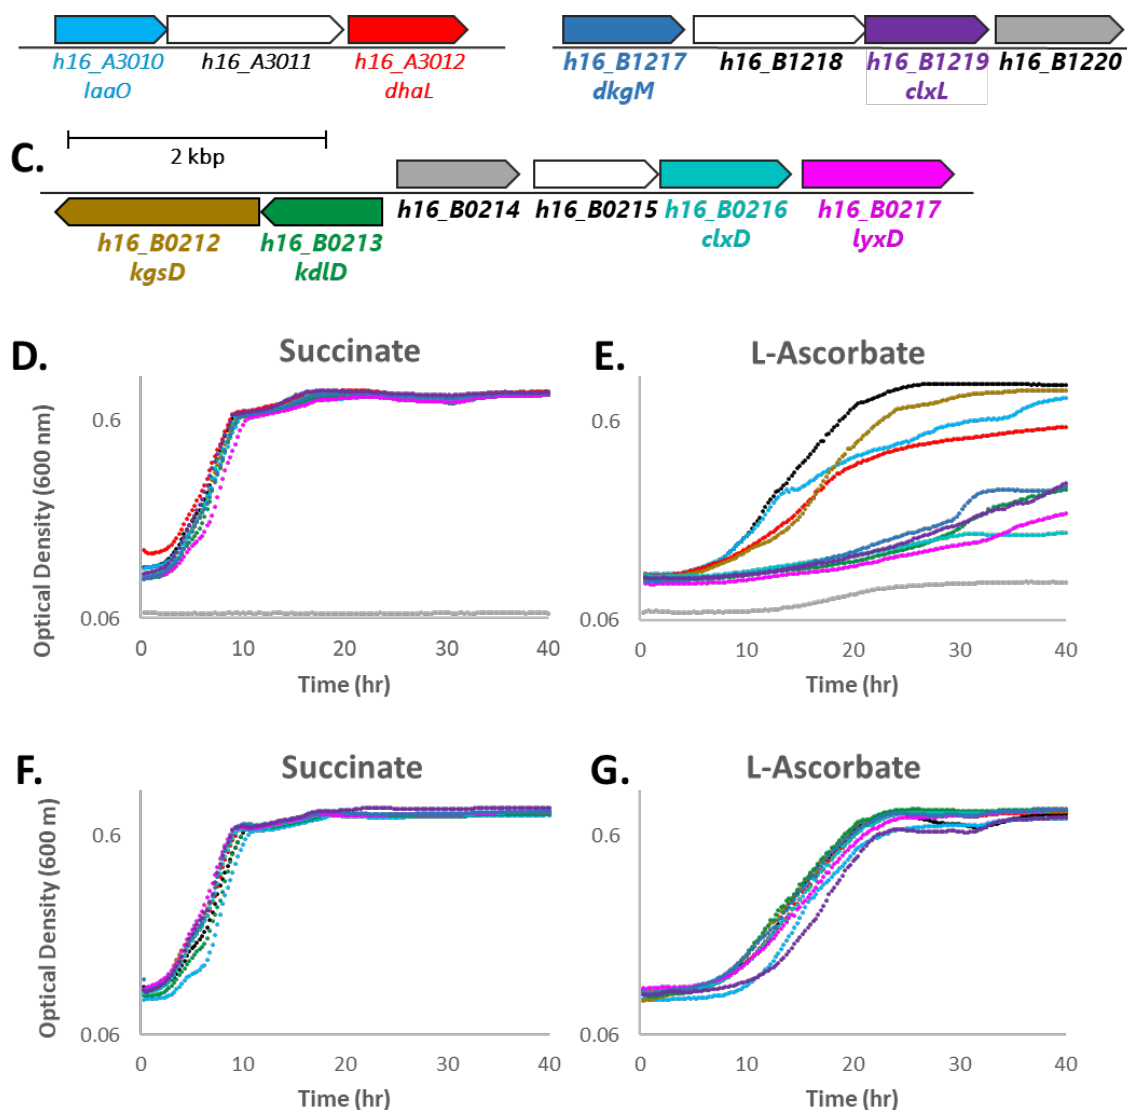 h16_A3010 h16_A3011 h16_A3012
laaO dhaL
h16_B1217 h16_B1218 h16_B1219 h16_B1220
dkgM clxL
2 kbp
C.
h16_B0214 h16_B0215 h16_B0216 h16_B0217
clxD lyxD
h16_B0212 h16_B0213
kgsD kdlD
D. Succinate
Optical Density (600 nm)
0.6
0.06
0 10 20 30 40
Time (hr)
E. L-Ascorbate
0.6
0.06
0 10 20 30 40
Time (hr)
F. Succinate
Optical Density (600 m)
0.6
0.06
0 10 20 30 40
Time (hr)
G. L-Ascorbate
0.6
0.06
0 10 20 30 40
Time (hr)